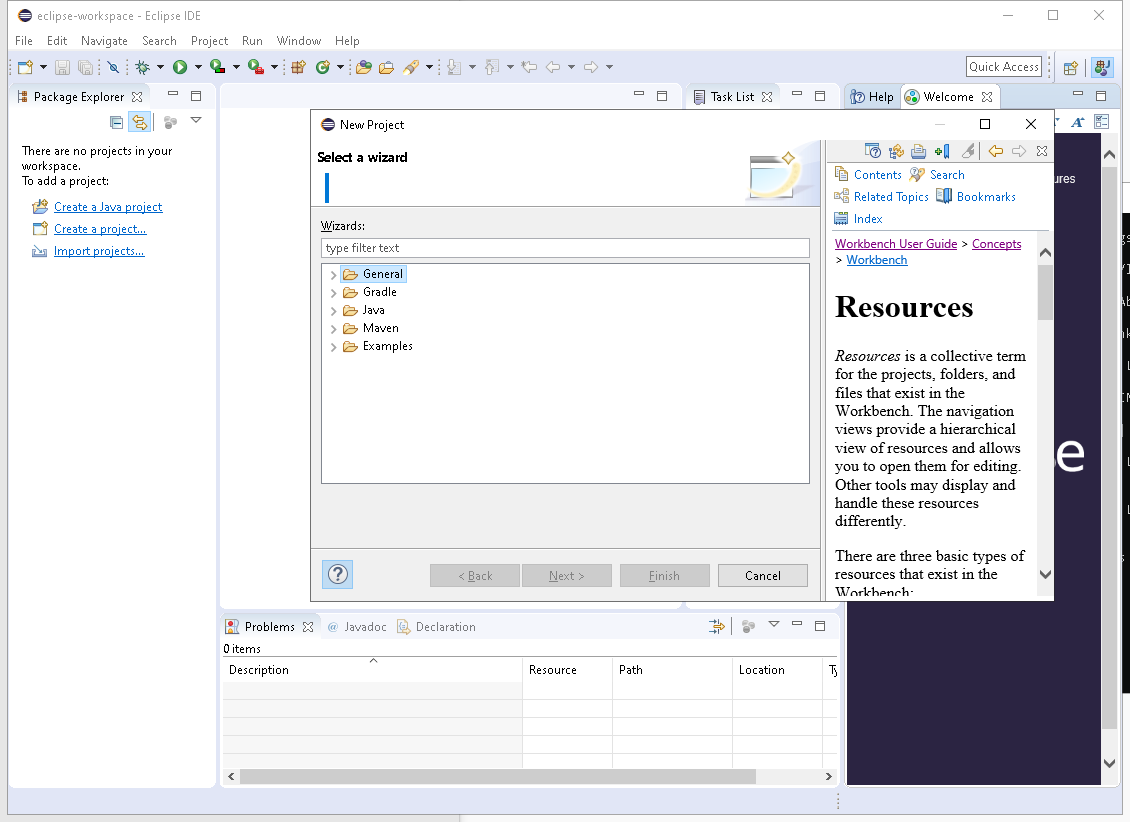 eclipse-workspace - Eclipse IDE
File Edit Navigate Search Project Run Window Help
Quick Access
Package Explorer
There are no projects in your
workspace.
To add a project:
Create a Java project
Create a project...
Import projects...
Task List
Help
Welcome
New Project
Select a wizard
Wizards:
type filter text
General
Gradle
Java
Maven
Examples
? < Back Next > Finish Cancel
Contents Search
Related Topics Bookmarks
Index
Workbench User Guide > Concepts
> Workbench
Resources
Resources is a collective term
for the projects, folders, and
files that exist in the
Workbench. The navigation
views provide a hierarchical
view of resources and allows
you to open them for editing.
Other tools may display and
handle these resources
differently.
There are three basic types of
resources that exist in the
Workbench:
ures
se
Problems @ Javadoc Declaration
0 items
Description Resource Path Location Ty